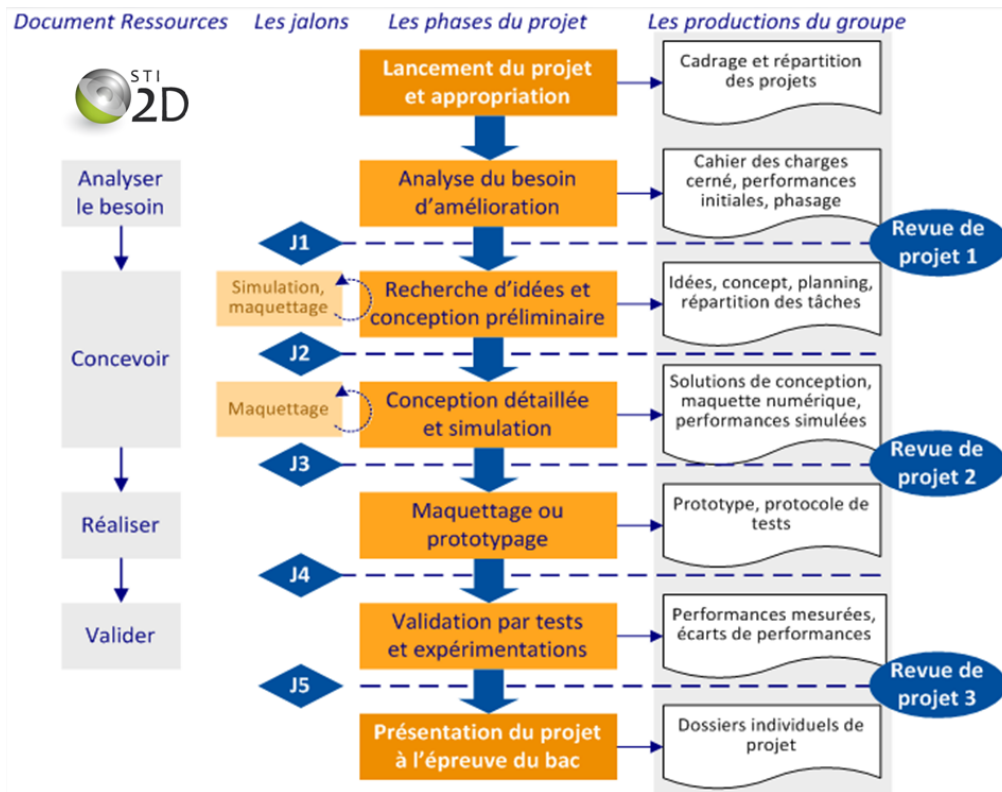 Document Ressources
Les jalons
Les phases du projet
Les productions du groupe
STI
2D
Lancement du projet
et appropriation
Cadrage et répartition
des projets
Analyser
le besoin
Analyse du besoin
d'amélioration
Cahier des charges
cerné, performances
initiales, phasage
J1
Revue de
projet 1
Simulation,
maquettage
Recherche d'idées et
conception préliminaire
Idées, concept, planning,
répartition des tâches
Concevoir
J2
Maquettage
Conception détaillée
et simulation
Solutions de conception,
maquette numérique,
performances simulées
J3
Revue de
projet 2
Réaliser
Maquettage ou
prototypage
Prototype, protocole de
tests
J4
Valider
Validation par tests
et expérimentations
Performances mesurées,
écarts de performances
J5
Revue de
projet 3
Présentation du projet
à l'épreuve du bac
Dossiers individuels de
projet